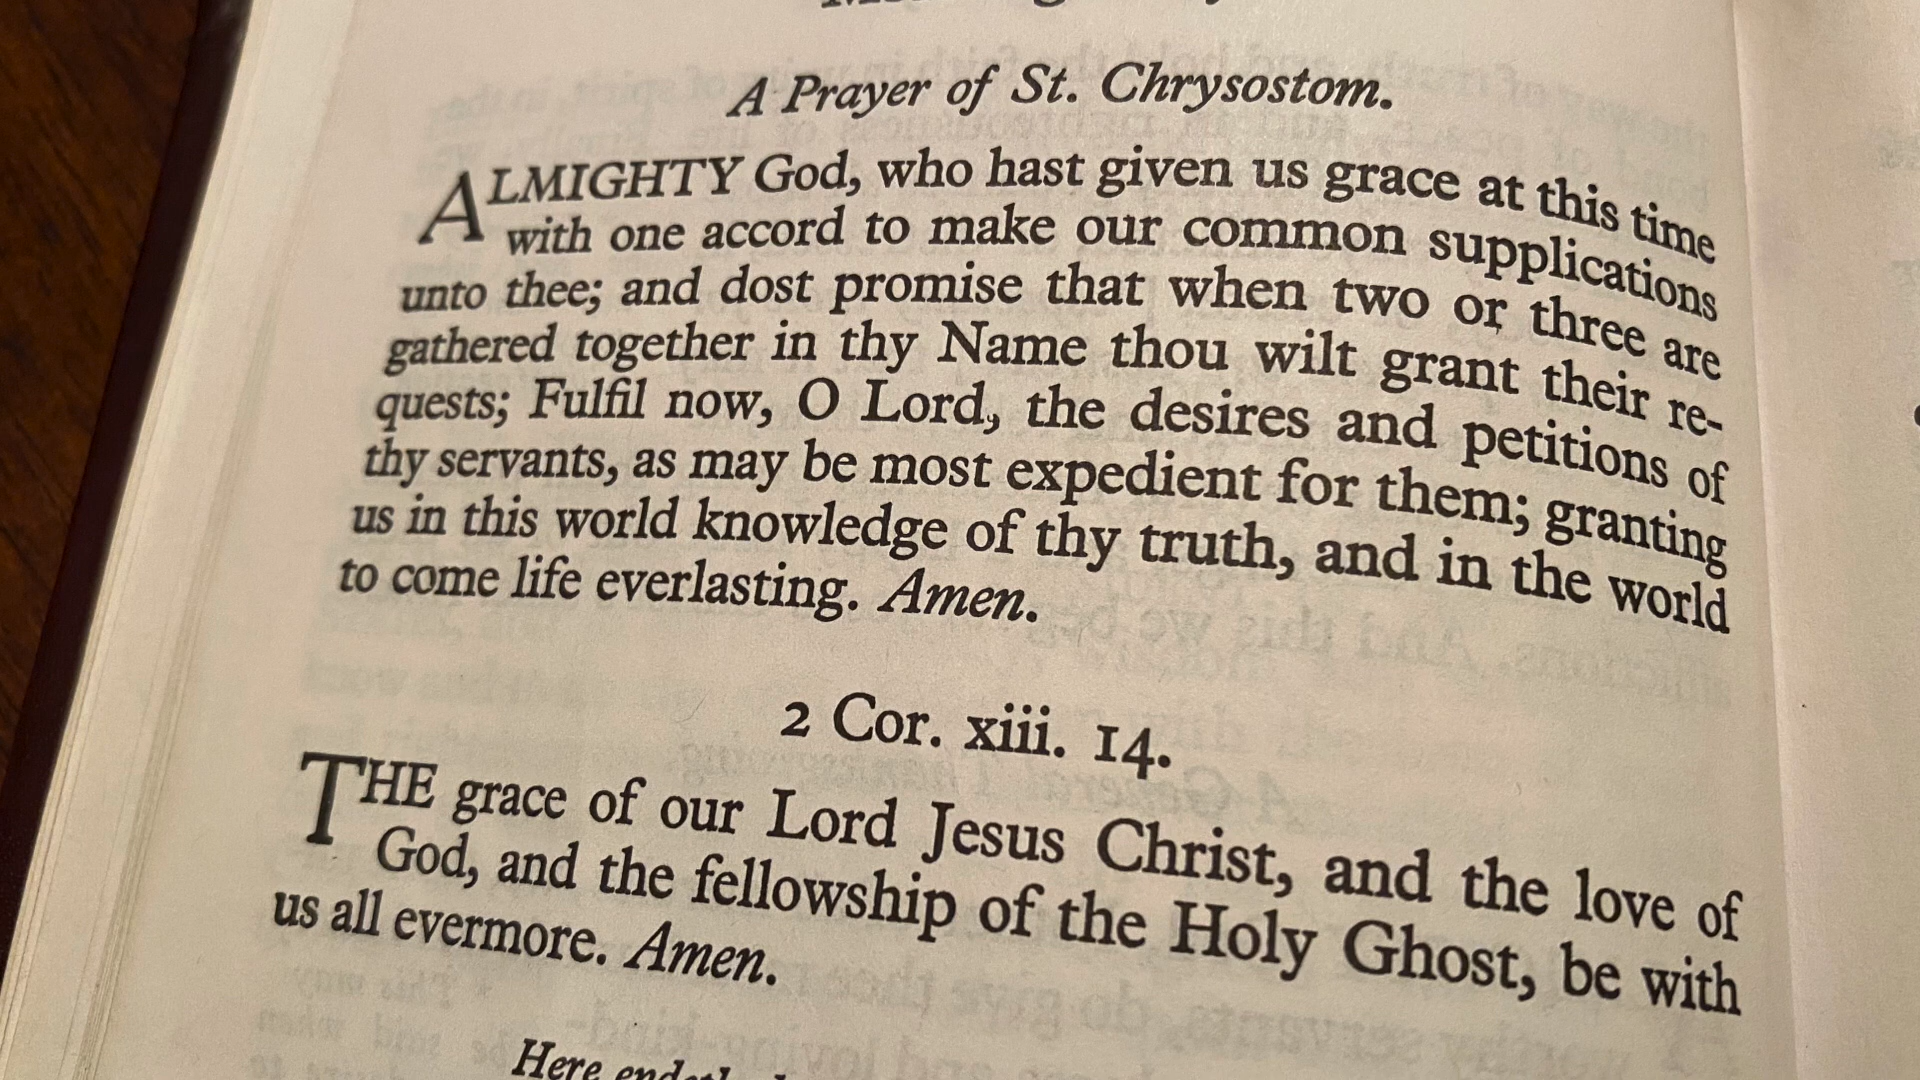 A Prayer of St. Chrysostom.
ALMIGHTY God, who hast given us grace at this time
with one accord to make our common supplications
unto thee; and dost promise that when two or three are
gathered together in thy Name thou wilt grant their re-
quests; Fulfil now, O Lord, the desires and petitions of
thy servants, as may be most expedient for them; granting
us in this world knowledge of thy truth, and in the world
to come life everlasting. Amen.
2 Cor. xiii. 14.
THE grace of our Lord Jesus Christ, and the love of
God, and the fellowship of the Holy Ghost, be with
us all evermore. Amen.
Here endeth